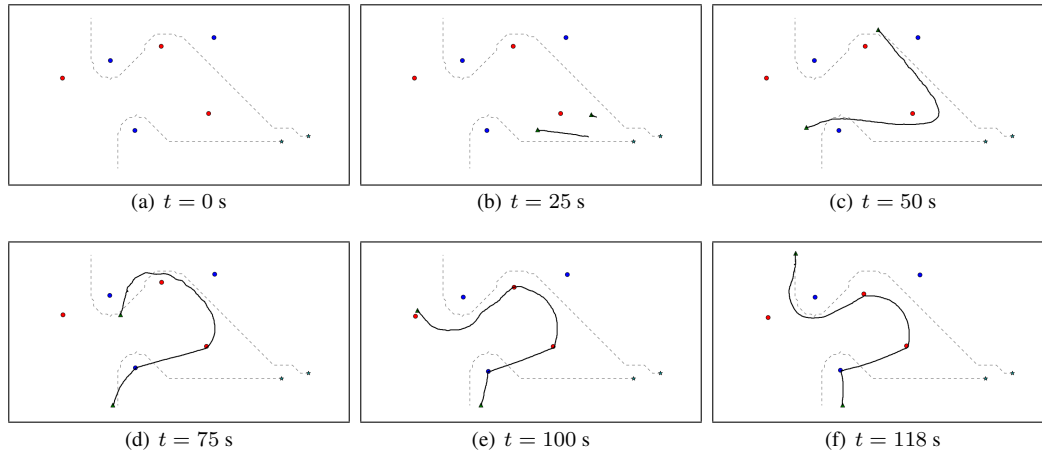 (a) t = 0 s
(b) t = 25 s
(c) t = 50 s
(d) t = 75 s
(e) t = 100 s
(f) t = 118 s